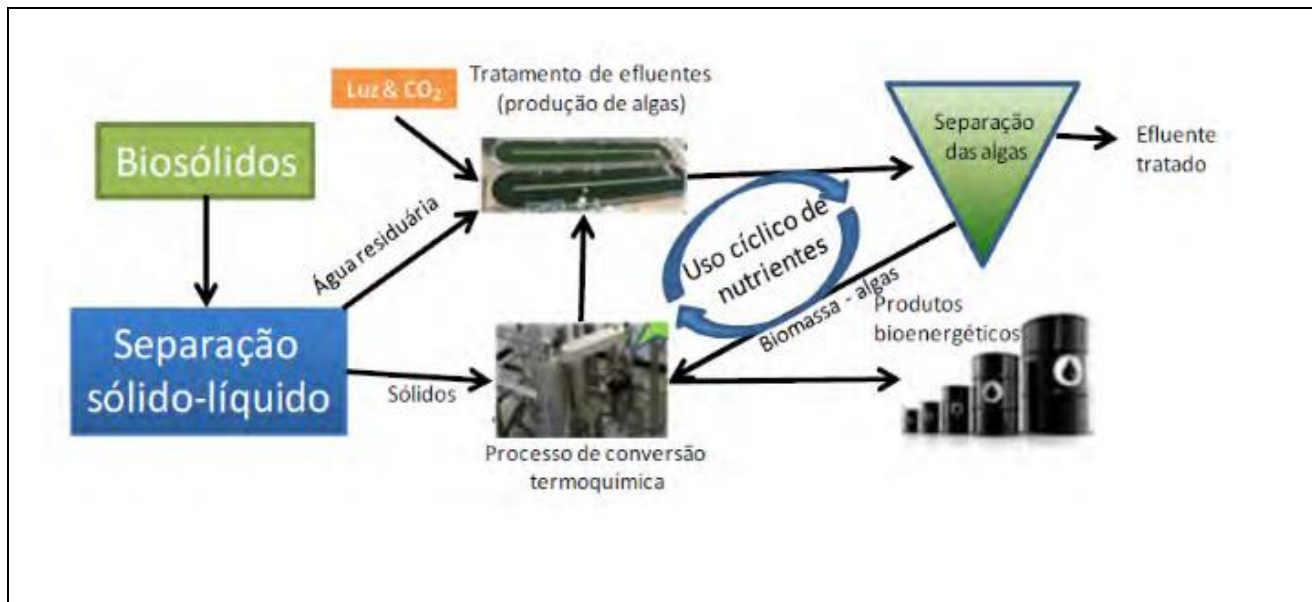 Luz & CO₂
Tratamento de efluentes
(produção de algas)
Biosólidos
Separação
das algas
Efluente
tratado
Água residuária
Uso cíclico de
nutrientes
Separação
sólido-líquido
Sólidos
Biomassa - algas
Produtos
bioenergéticos
Processo de conversão
termoquímica